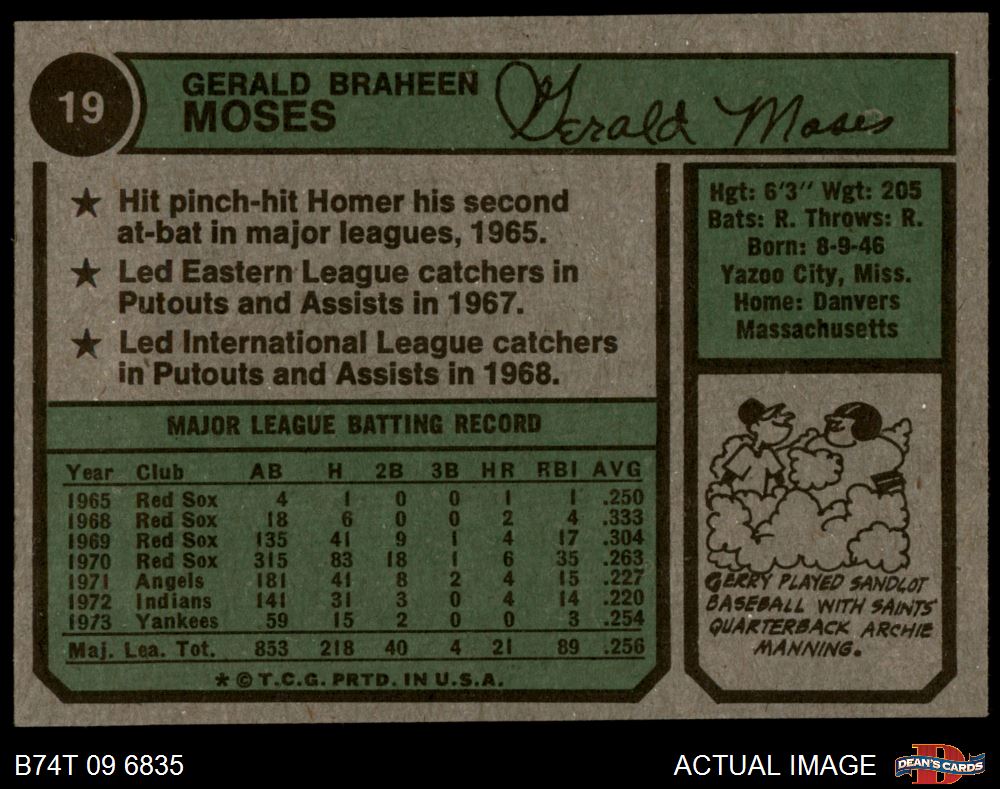 19
GERALD BRAHEEN
MOSES
Gerald Moses
★ Hit pinch-hit Homer his second
at-bat in major leagues, 1965.
★ Led Eastern League catchers in
Putouts and Assists in 1967.
★ Led International League catchers
in Putouts and Assists in 1968.
Hgt: 6'3" Wgt: 205
Bats: R. Throws: R.
Born: 8-9-46
Yazoo City, Miss.
Home: Danvers
Massachusetts
MAJOR LEAGUE BATTING RECORD
Year Club AB H 2B 3B HR RBI AVG
1965 Red Sox 4 1 0 0 1 1 .250
1968 Red Sox 18 6 0 0 2 4 .333
1969 Red Sox 135 41 9 1 4 17 .304
1970 Red Sox 315 83 18 1 6 35 .263
1971 Angels 181 41 8 2 4 15 .227
1972 Indians 141 31 3 0 4 14 .220
1973 Yankees 59 15 2 0 0 3 .254
Maj. Lea. Tot. 853 218 40 4 21 89 .256
* © T.C.G. PRTD. IN U.S.A.
GERRY PLAYED SANDLOT
BASEBALL WITH SAINTS'
QUARTERBACK ARCHIE
MANNING.
B74T 09 6835
ACTUAL IMAGE
D
DEAN'S CARDS